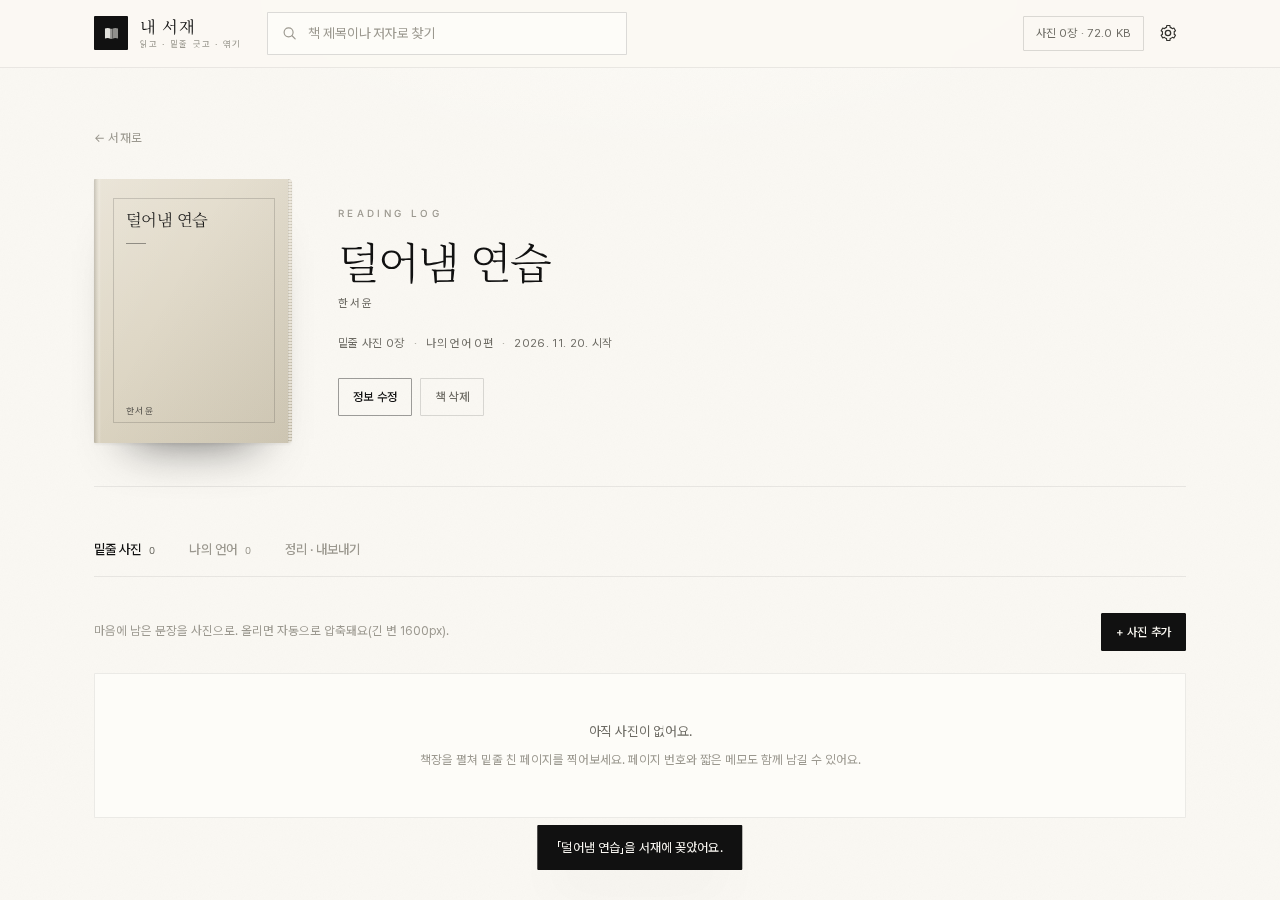 내 서재
읽고 · 밑줄 긋고 · 엮기
책 제목이나 저자로 찾기
사진 0장 · 72.0 KB
← 서재로
덜어냄 연습
한서윤
READING LOG
덜어냄 연습
한서윤
밑줄 사진 0장 · 나의 언어 0편 · 2026. 11. 20. 시작
정보 수정
책 삭제
밑줄 사진 0
나의 언어 0
정리 · 내보내기
마음에 남은 문장을 사진으로. 올리면 자동으로 압축돼요(긴 변 1600px).
+ 사진 추가
아직 사진이 없어요.
책장을 펼쳐 밑줄 친 페이지를 찍어보세요. 페이지 번호와 짧은 메모도 함께 남길 수 있어요.
「덜어냄 연습」을 서재에 꽂았어요.